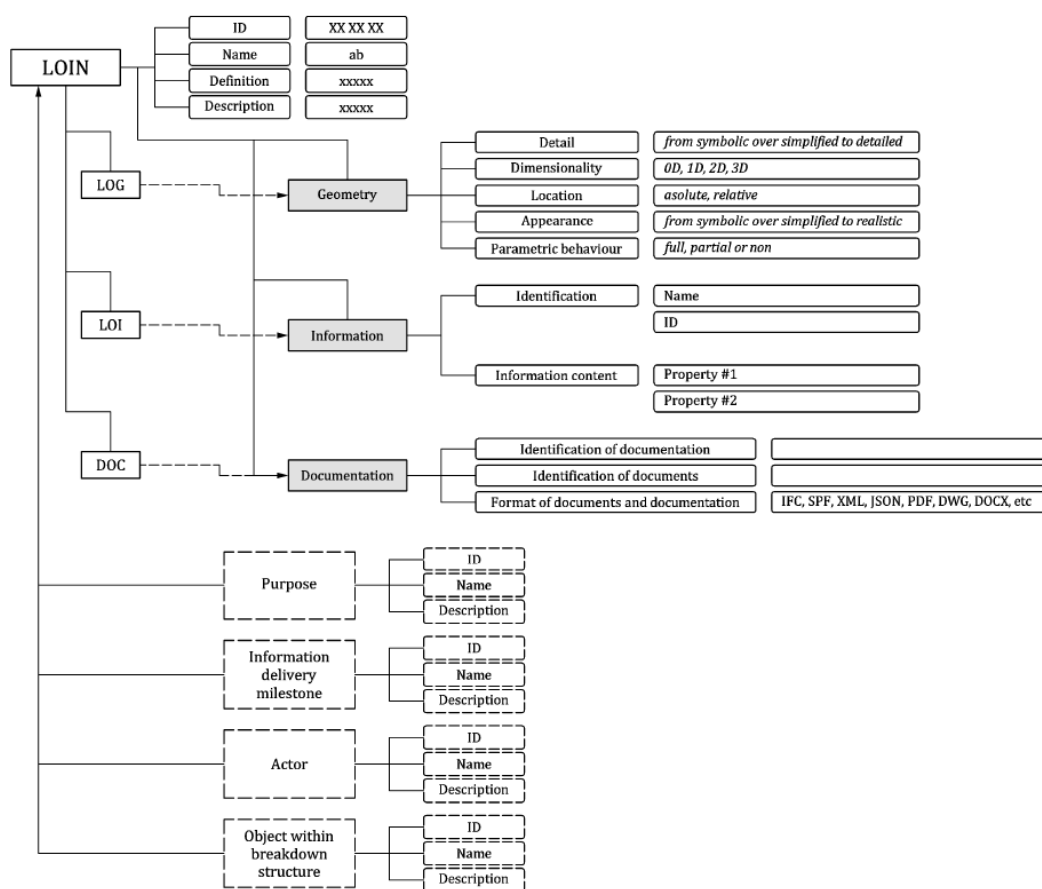 ID XX XX XX
LOIN
Name ab
Definition xxxxx
Description xxxxx
Detail from symbolic over simplified to detailed
Dimensionality 0D, 1D, 2D, 3D
LOG
Geometry
Location asolute, relative
Appearance from symbolic over simplified to realistic
Parametric behaviour full, partial or non
Identification Name
ID
LOI
Information
Information content Property #1
Property #2
Identification of documentation
DOC
Documentation
Identification of documents
Format of documents and documentation IFC, SPF, XML, JSON, PDF, DWG, DOCX, etc
Purpose
ID
Name
Description
Information
delivery
milestone
ID
Name
Description
Actor
ID
Name
Description
Object within
breakdown
structure
ID
Name
Description